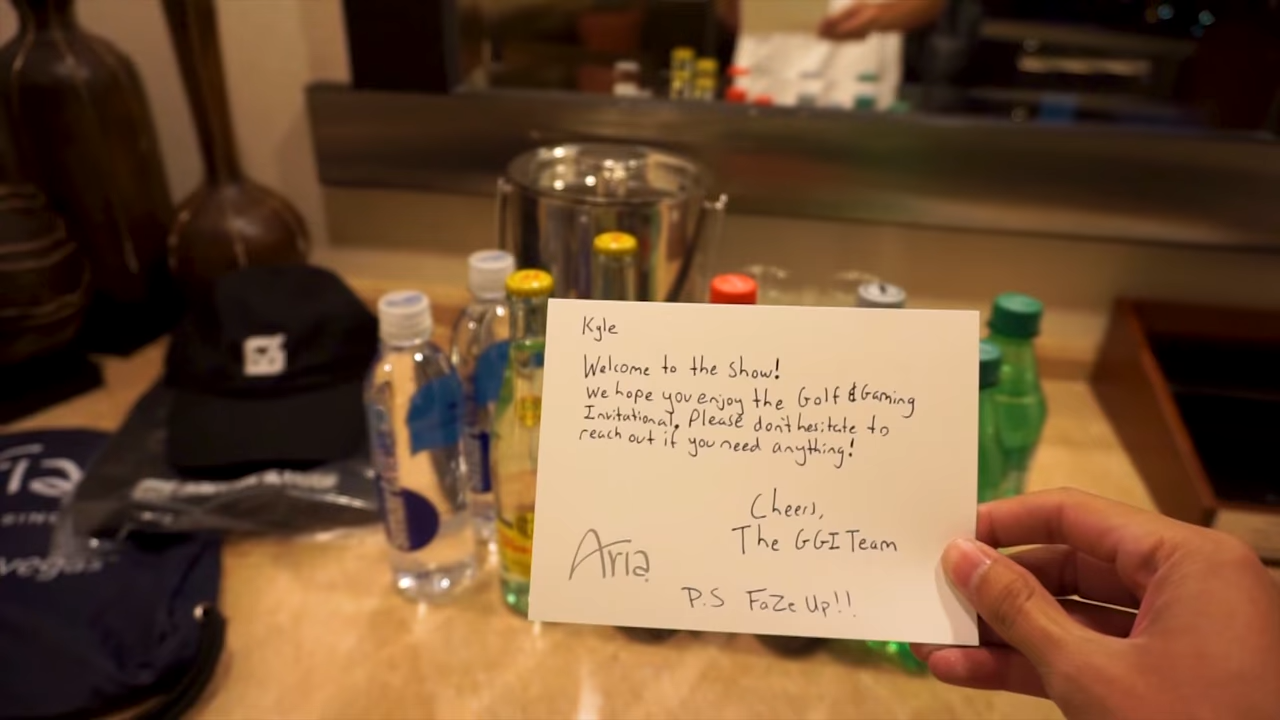 Kyle
Welcome to the show!
We hope you enjoy the Golf & Gaming
Invitational. Please don't hesitate to
reach out if you need anything!
Cheers,
The GGI Team
Aria
P.S FaZe Up!!
ria
vegas